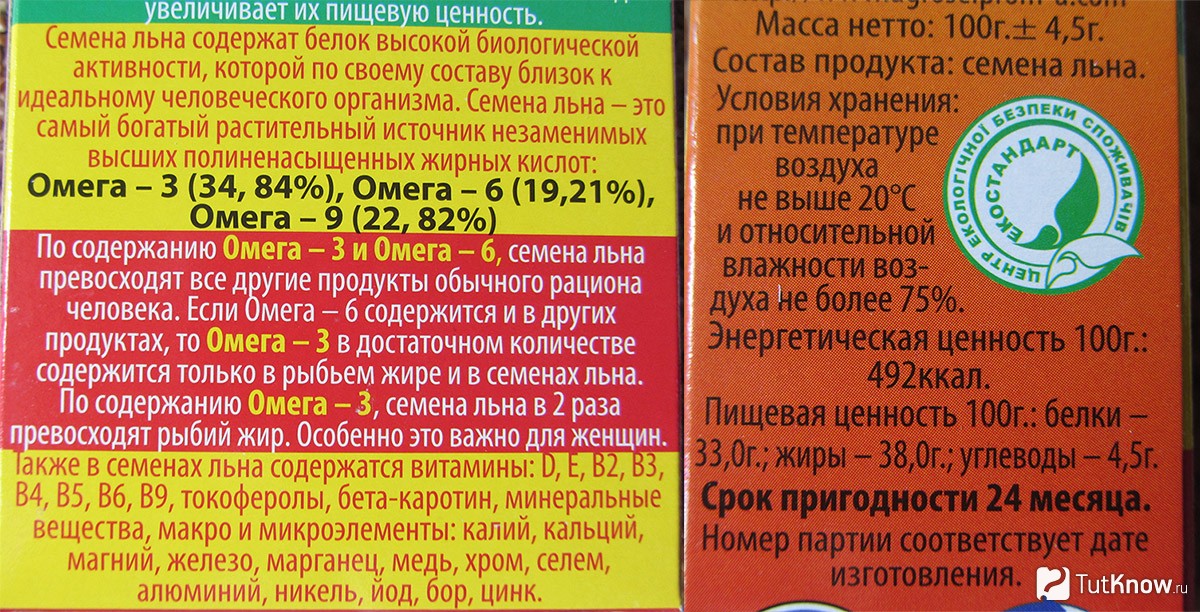 увеличивает их пищевую ценность.
Семена льна содержат белок высокой биологической
активности, которой по своему составу близок к
идеальному человеческого организма. Семена льна – это
самый богатый растительный источник незаменимых
высших полиненасыщенных жирных кислот:
Омега – 3 (34, 84%), Омега – 6 (19,21%),
Омега – 9 (22, 82%)
По содержанию Омега – 3 и Омега – 6, семена льна
превосходят все другие продукты обычного рациона
человека. Если Омега – 6 содержится и в других
продуктах, то Омега – 3 в достаточном количестве
содержится только в рыбьем жире и в семенах льна.
По содержанию Омега – 3, семена льна в 2 раза
превосходят рыбий жир. Особенно это важно для женщин.
Также в семенах льна содержатся витамины: D, E, B2, B3,
B4, B5, B6, B9, токоферолы, бета-каротин, минеральные
вещества, макро и микроэлементы: калий, кальций,
магний, железо, марганец, медь, хром, селем,
алюминий, никель, йод, бор, цинк.
Масса нетто: 100г.± 4,5г.
Состав продукта: семена льна.
Условия хранения:
при температуре
воздуха
не выше 20°С
и относительной
влажности воз-
духа не более 75%.
ЦЕНТР ЕКОЛОГІЧНОЇ БЕЗПЕКИ СПОЖИВАЧІВ
ЕКОСТАНДАРТ
Энергетическая ценность 100г.:
492ккал.
Пищевая ценность 100г.: белки –
33,0г.; жиры – 38,0г.; углеводы – 4,5г.
Срок пригодности 24 месяца.
Номер партии соответствует дате
изготовления.
TutKnow.ru